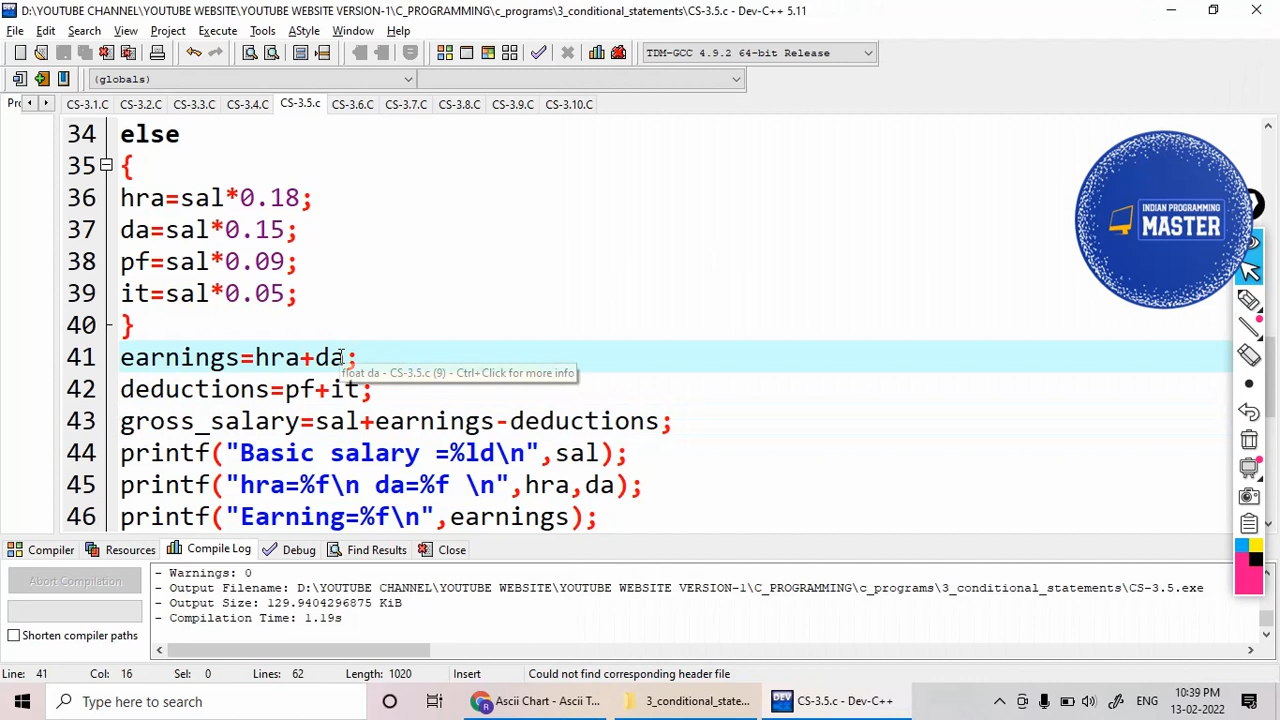 D:\YOUTUBE CHANNEL\YOUTUBE WEBSITE\YOUTUBE WEBSITE VERSION-1\C_PROGRAMMING\c_programs\3_conditional_statements\CS-3.5.c - Dev-C++ 5.11
File Edit Search View Project Execute Tools AStyle Window Help
TDM-GCC 4.9.2 64-bit Release
(globals)
Pr CS-3.1.C CS-3.2.C CS-3.3.C CS-3.4.C CS-3.5.c CS-3.6.C CS-3.7.C CS-3.8.C CS-3.9.C CS-3.10.C
34 else
35 {
36 hra=sal*0.18;
37 da=sal*0.15;
38 pf=sal*0.09;
39 it=sal*0.05;
40 }
41 earnings=hra+da;
float da - CS-3.5.c (9) - Ctrl+Click for more info
42 deductions=pf+it;
43 gross_salary=sal+earnings-deductions;
44 printf("Basic salary =%ld\n",sal);
45 printf("hra=%f\n da=%f \n",hra,da);
46 printf("Earning=%f\n",earnings);
INDIAN PROGRAMMING
MASTER
Compiler Resources Compile Log Debug Find Results Close
Abort Compilation
Shorten compiler paths
- Warnings: 0
- Output Filename: D:\YOUTUBE CHANNEL\YOUTUBE WEBSITE\YOUTUBE WEBSITE VERSION-1\C_PROGRAMMING\c_programs\3_conditional_statements\CS-3.5.exe
- Output Size: 129.9404296875 KiB
- Compilation Time: 1.19s
Line: 41 Col: 16 Sel: 0 Lines: 62 Length: 1020 Insert Could not find corresponding header file
Type here to search
Ascii Chart - Ascii T...
3_conditional_state...
CS-3.5.c - Dev-C++
ENG
10:39 PM
13-02-2022